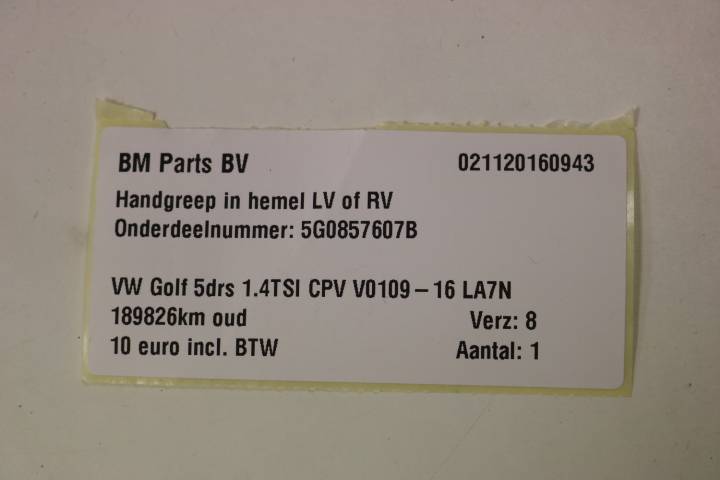 BM Parts BV 021120160943
Handgreep in hemel LV of RV
Onderdeelnummer: 5G0857607B
VW Golf 5drs 1.4TSI CPV V0109-16 LA7N
189826km oud Verz: 8
10 euro incl. BTW Aantal: 1